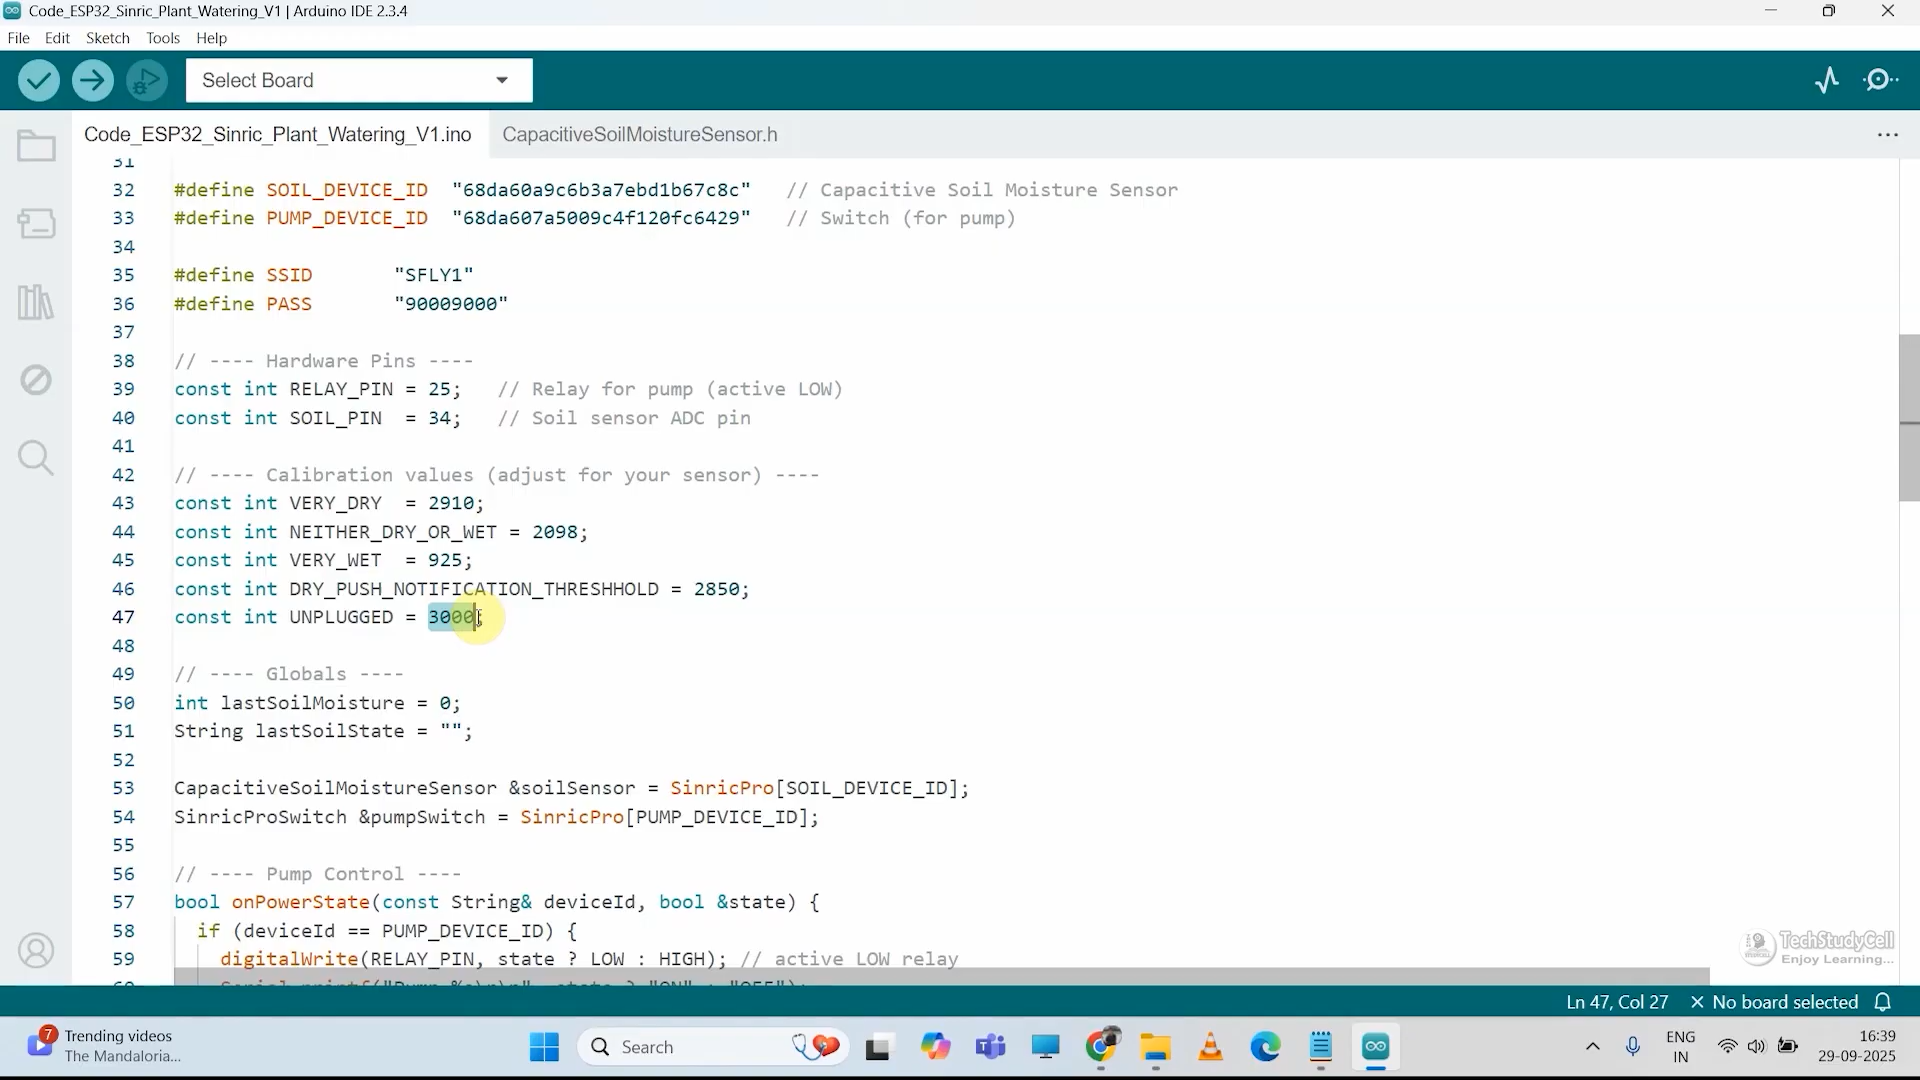 Code_ESP32_Sinric_Plant_Watering_V1 | Arduino IDE 2.3.4
File Edit Sketch Tools Help
Select Board
Code_ESP32_Sinric_Plant_Watering_V1.ino CapacitiveSoilMoistureSensor.h
31
32 #define SOIL_DEVICE_ID "68da60a9c6b3a7ebd1b67c8c" // Capacitive Soil Moisture Sensor
33 #define PUMP_DEVICE_ID "68da607a5009c4f120fc6429" // Switch (for pump)
34
35 #define SSID "SFLY1"
36 #define PASS "90009000"
37
38 // ---- Hardware Pins ----
39 const int RELAY_PIN = 25; // Relay for pump (active LOW)
40 const int SOIL_PIN = 34; // Soil sensor ADC pin
41
42 // ---- Calibration values (adjust for your sensor) ----
43 const int VERY_DRY = 2910;
44 const int NEITHER_DRY_OR_WET = 2098;
45 const int VERY_WET = 925;
46 const int DRY_PUSH_NOTIFICATION_THRESHHOLD = 2850;
47 const int UNPLUGGED = 3000;
48
49 // ---- Globals ----
50 int lastSoilMoisture = 0;
51 String lastSoilState = "";
52
53 CapacitiveSoilMoistureSensor &soilSensor = SinricPro[SOIL_DEVICE_ID];
54 SinricProSwitch &pumpSwitch = SinricPro[PUMP_DEVICE_ID];
55
56 // ---- Pump Control ----
57 bool onPowerState(const String& deviceId, bool &state) {
58 if (deviceId == PUMP_DEVICE_ID) {
59 digitalWrite(RELAY_PIN, state ? LOW : HIGH); // active LOW relay
TechStudyCell
Enjoy Learning...
Ln 47, Col 27 No board selected
7
Trending videos
The Mandaloria...
Search
ENG
IN
16:39
29-09-2025